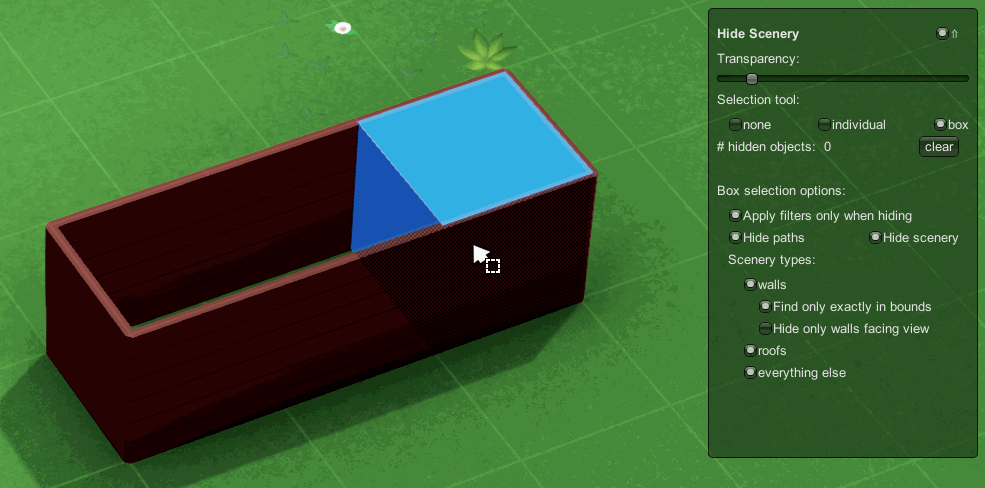 Hide Scenery
Transparency:
Selection tool:
none individual box
# hidden objects: 0 clear
Box selection options:
Apply filters only when hiding
Hide paths Hide scenery
Scenery types:
walls
Find only exactly in bounds
Hide only walls facing view
roofs
everything else